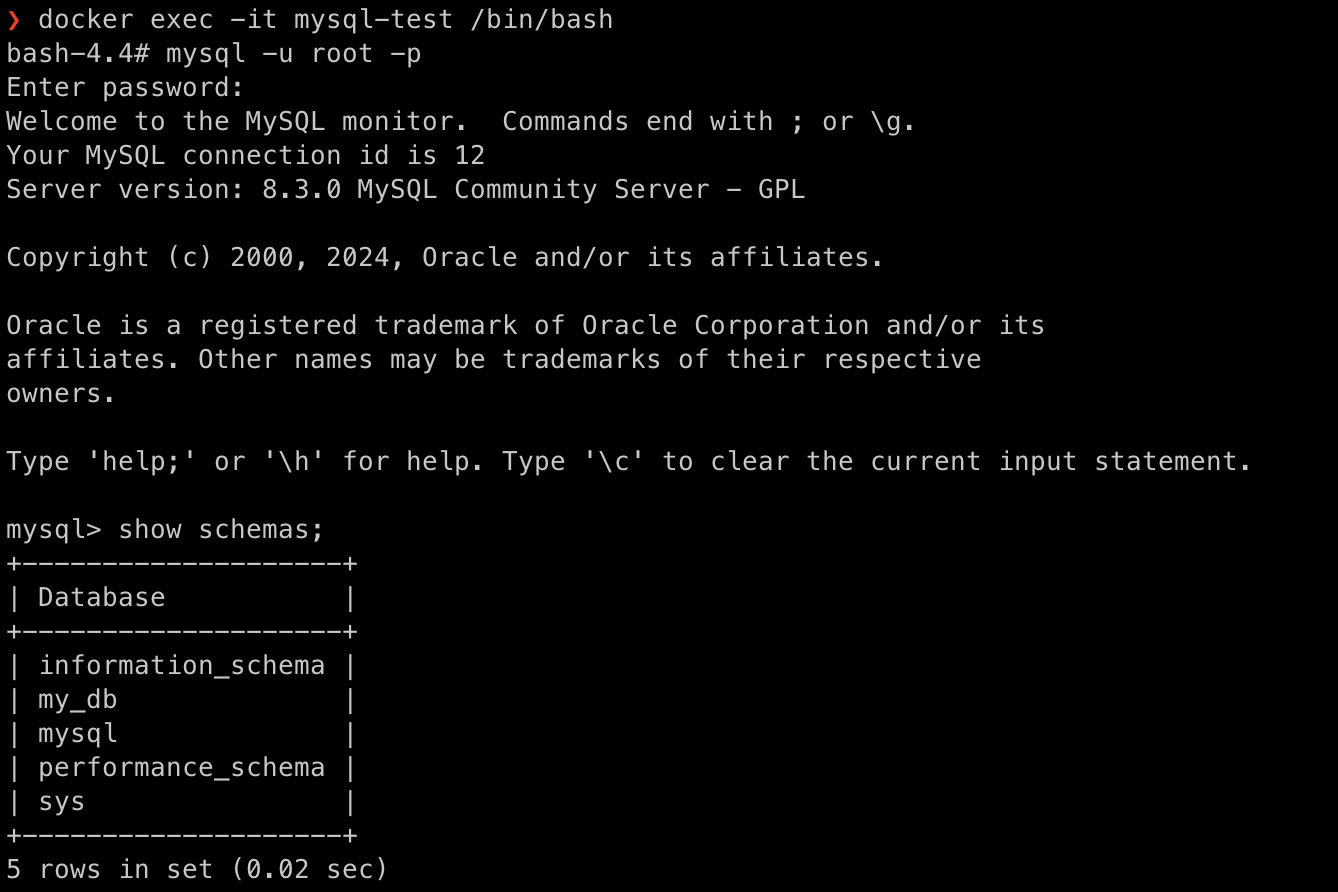 ❯ docker exec -it mysql-test /bin/bash
bash-4.4# mysql -u root -p
Enter password:
Welcome to the MySQL monitor.  Commands end with ; or \g.
Your MySQL connection id is 12
Server version: 8.3.0 MySQL Community Server - GPL

Copyright (c) 2000, 2024, Oracle and/or its affiliates.

Oracle is a registered trademark of Oracle Corporation and/or its
affiliates. Other names may be trademarks of their respective
owners.

Type 'help;' or '\h' for help. Type '\c' to clear the current input statement.

mysql> show schemas;
+--------------------+
| Database           |
+--------------------+
| information_schema |
| my_db              |
| mysql              |
| performance_schema |
| sys                |
+--------------------+
5 rows in set (0.02 sec)